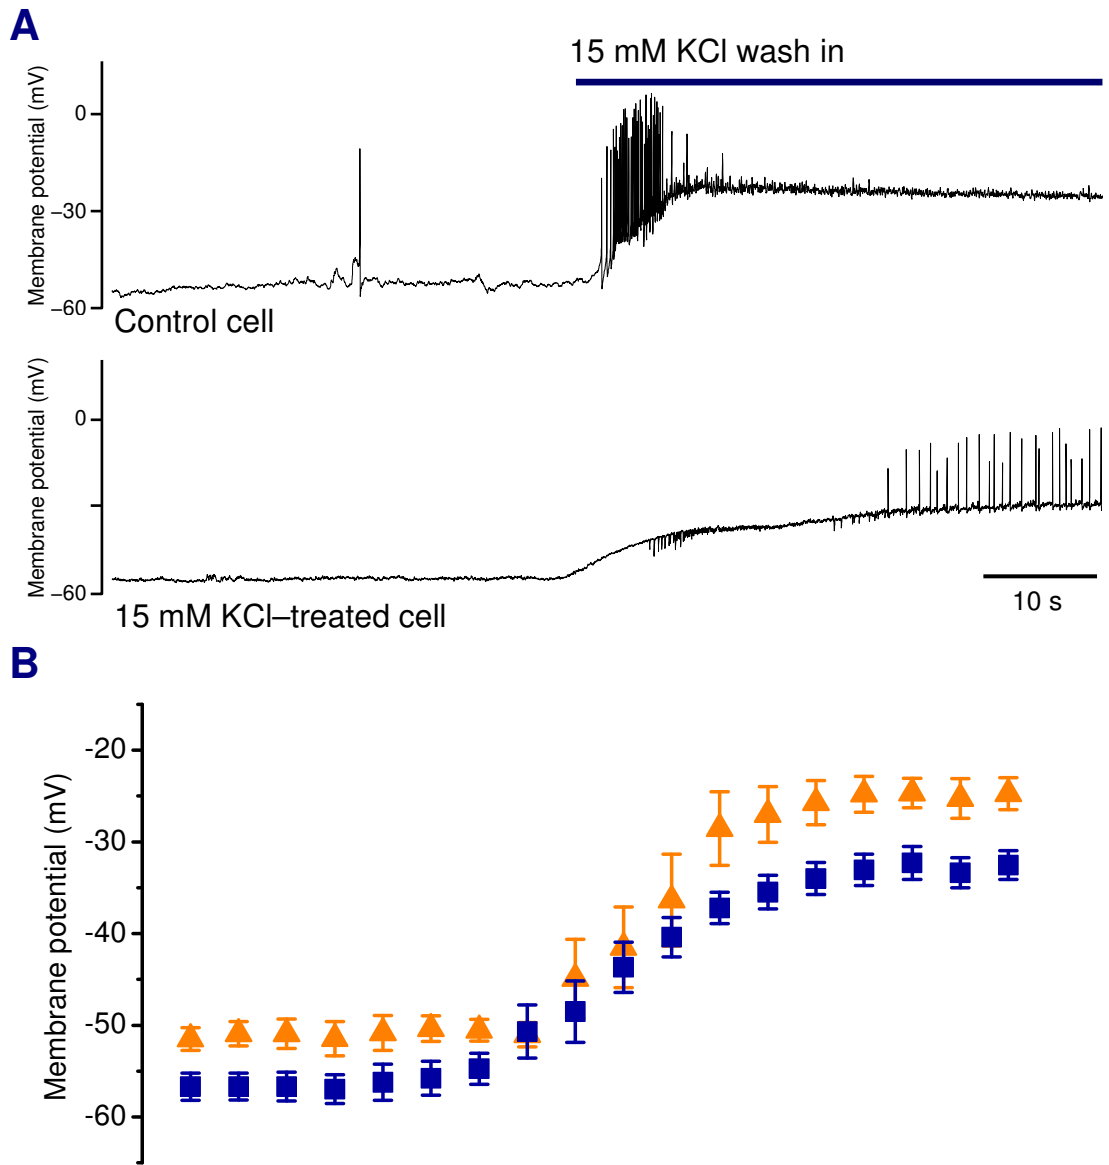 A
15 mM KCl wash in
Membrane potential (mV)
0
−30
−60
Control cell
Membrane potential (mV)
0
−60
15 mM KCl–treated cell
10 s
B
Membrane potential (mV)
-20
-30
-40
-50
-60